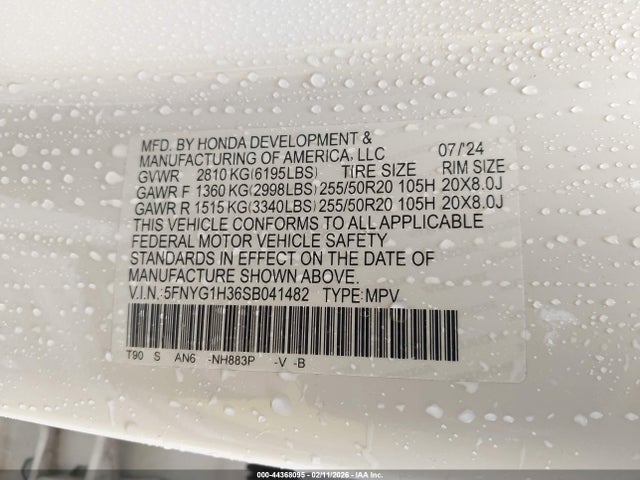 MFD. BY HONDA DEVELOPMENT &
MANUFACTURING OF AMERICA, LLC 07/'24
GVWR 2810 KG(6195LBS) TIRE SIZE RIM SIZE
GAWR F 1360 KG(2998LBS) 255/50R20 105H 20X8.0J
GAWR R 1515 KG(3340LBS) 255/50R20 105H 20X8.0J
THIS VEHICLE CONFORMS TO ALL APPLICABLE
FEDERAL MOTOR VEHICLE SAFETY
STANDARDS IN EFFECT ON THE DATE OF
MANUFACTURE SHOWN ABOVE.
V.I.N.:5FNYG1H36SB041482 TYPE:MPV
T90 S AN6 -NH883P -V -B
000-44368095 - 02/11/2026 - IAA Inc.